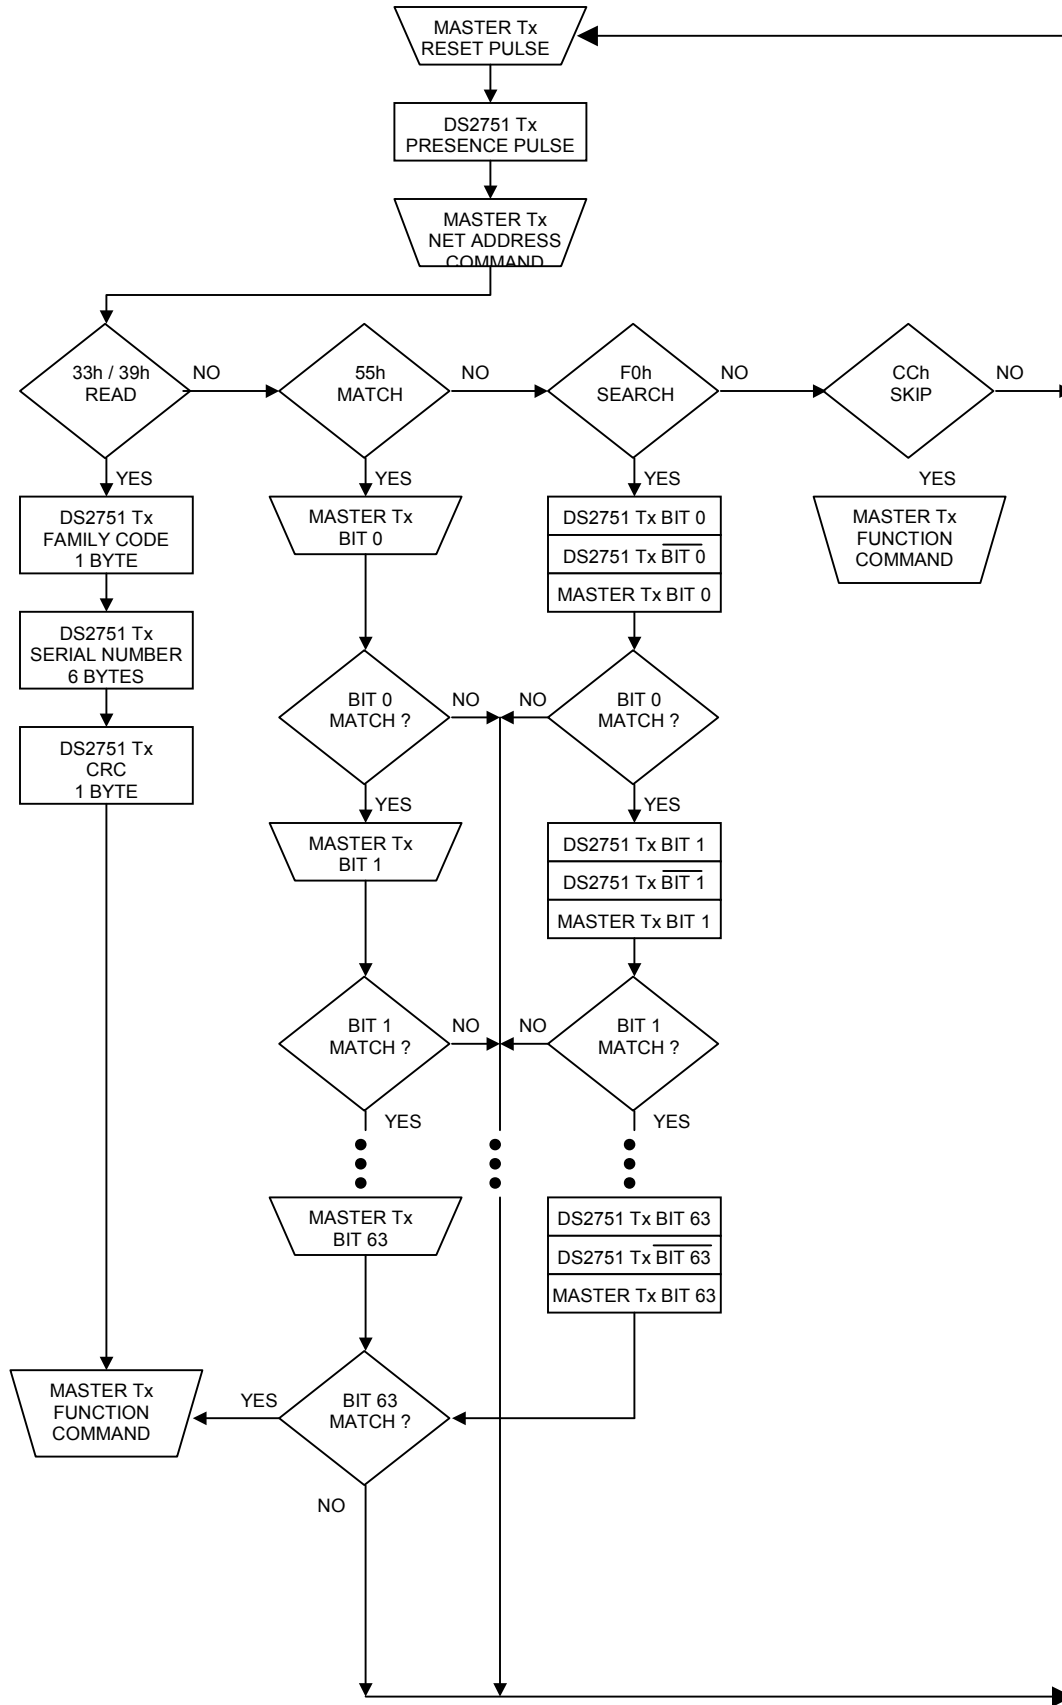 MASTER Tx
RESET PULSE
DS2751 Tx
PRESENCE PULSE
MASTER Tx
NET ADDRESS
COMMAND
33h / 39h
READ
NO
55h
MATCH
NO
F0h
SEARCH
NO
CCh
SKIP
NO
YES
YES
YES
YES
DS2751 Tx
FAMILY CODE
1 BYTE
MASTER Tx
BIT 0
DS2751 Tx BIT 0
DS2751 Tx B̅I̅T̅ ̅0̅
MASTER Tx BIT 0
MASTER Tx
FUNCTION
COMMAND
DS2751 Tx
SERIAL NUMBER
6 BYTES
BIT 0
MATCH ?
NO
NO
BIT 0
MATCH ?
DS2751 Tx
CRC
1 BYTE
YES
YES
MASTER Tx
BIT 1
DS2751 Tx BIT 1
DS2751 Tx B̅I̅T̅ ̅1̅
MASTER Tx BIT 1
BIT 1
MATCH ?
NO
NO
BIT 1
MATCH ?
YES
YES
MASTER Tx
BIT 63
DS2751 Tx BIT 63
DS2751 Tx B̅I̅T̅ ̅6̅3̅
MASTER Tx BIT 63
MASTER Tx
FUNCTION
COMMAND
YES
BIT 63
MATCH ?
NO